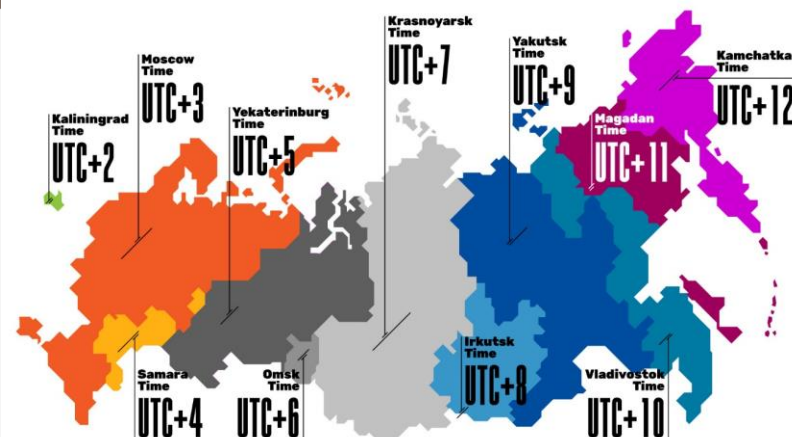 Kaliningrad
Time
UTC+2
Moscow
Time
UTC+3
Yekaterinburg
Time
UTC+5
Krasnoyarsk
Time
UTC+7
Yakutsk
Time
UTC+9
Magadan
Time
UTC+11
Kamchatka
Time
UTC+12
Samara
Time
UTC+4
Omsk
Time
UTC+6
Irkutsk
Time
UTC+8
Vladivostok
Time
UTC+10